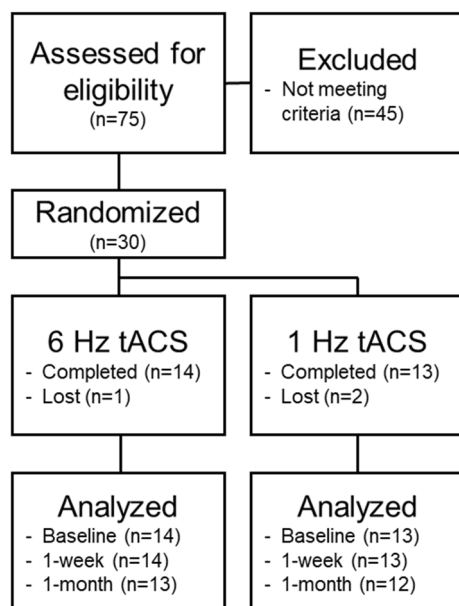 Assessed for
eligibility
(n=75)
Excluded
- Not meeting
criteria (n=45)
Randomized
(n=30)
6 Hz tACS
- Completed (n=14)
- Lost (n=1)
1 Hz tACS
- Completed (n=13)
- Lost (n=2)
Analyzed
- Baseline (n=14)
- 1-week (n=14)
- 1-month (n=13)
Analyzed
- Baseline (n=13)
- 1-week (n=13)
- 1-month (n=12)